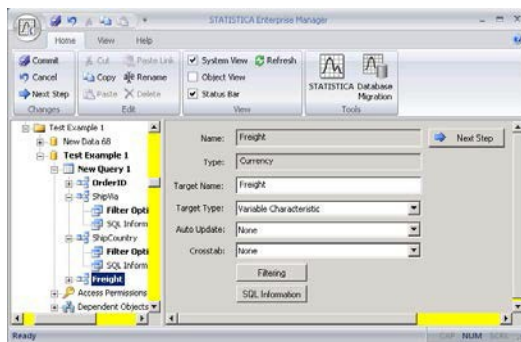 STATISTICA Enterprise Manager
Home View Help
Commit
Cancel
Next Step
Changes
Cut Paste Link
Copy Rename
Paste Delete
Edit
System View Refresh
Object View
Status Bar
View
STATISTICA Database Migration
Tools
Test Example 1
New Data 68
Test Example 1
New Query 1
OrderID
ShipVia
Filter Opti
SQL Inform
ShipCountry
Filter Opti
SQL Inform
Freight
Access Permissions
Dependent Objects
Name: Freight
Next Step
Type: Currency
Target Name: Freight
Target Type: Variable Characteristic
Auto Update: None
Crosstab: None
Filtering
SQL Information
Ready
CAP NUM SCRL